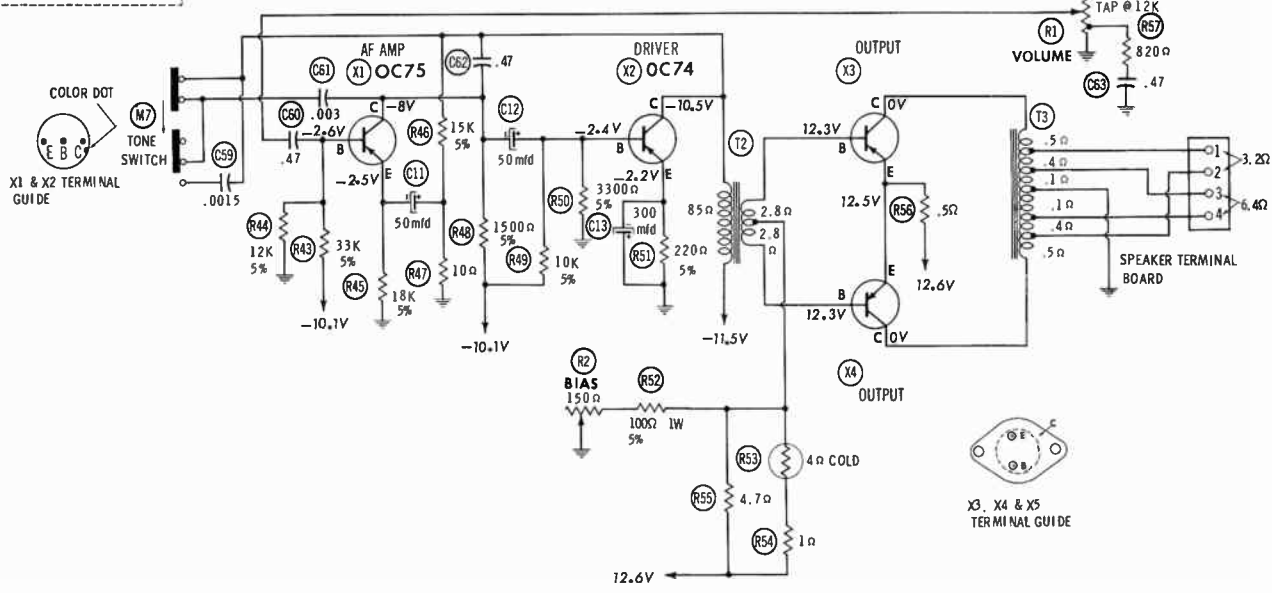 TAP @ 12K
R1
R57
VOLUME
820Ω
C63
.47
AF AMP
X1 OC75
C62
.47
DRIVER
X2 OC74
OUTPUT
X3
COLOR DOT
E B C
X1 & X2 TERMINAL
GUIDE
M7
TONE
SWITCH
C59
.0015
C61
.003
C60
.47
-2.6V
B
C
-8V
E
-2.5V
R46
15K
5%
C11
50mfd
C12
50mfd
-2.4V
B
C
-10.5V
E
-2.2V
R44
12K
5%
R43
33K
5%
-10.1V
R45
18K
5%
R47
10Ω
R48
1500Ω
5%
-10.1V
R49
10K
5%
R50
3300Ω
5%
C13
300
mfd
R51
220Ω
5%
T2
85Ω
2.8Ω
2.8
Ω
-11.5V
12.3V
B
C
0V
E
12.5V
R56
.5Ω
12.6V
E
B
12.3V
C
0V
X4
OUTPUT
T3
.5Ω
.4Ω
.1Ω
.1Ω
.4Ω
.5Ω
1
2
3
4
3.2Ω
6.4Ω
SPEAKER TERMINAL
BOARD
R2
BIAS
150Ω
R52
100Ω 1W
5%
R53
4Ω COLD
R55
4.7Ω
R54
1Ω
12.6V
C
E
B
X3, X4 & X5
TERMINAL GUIDE